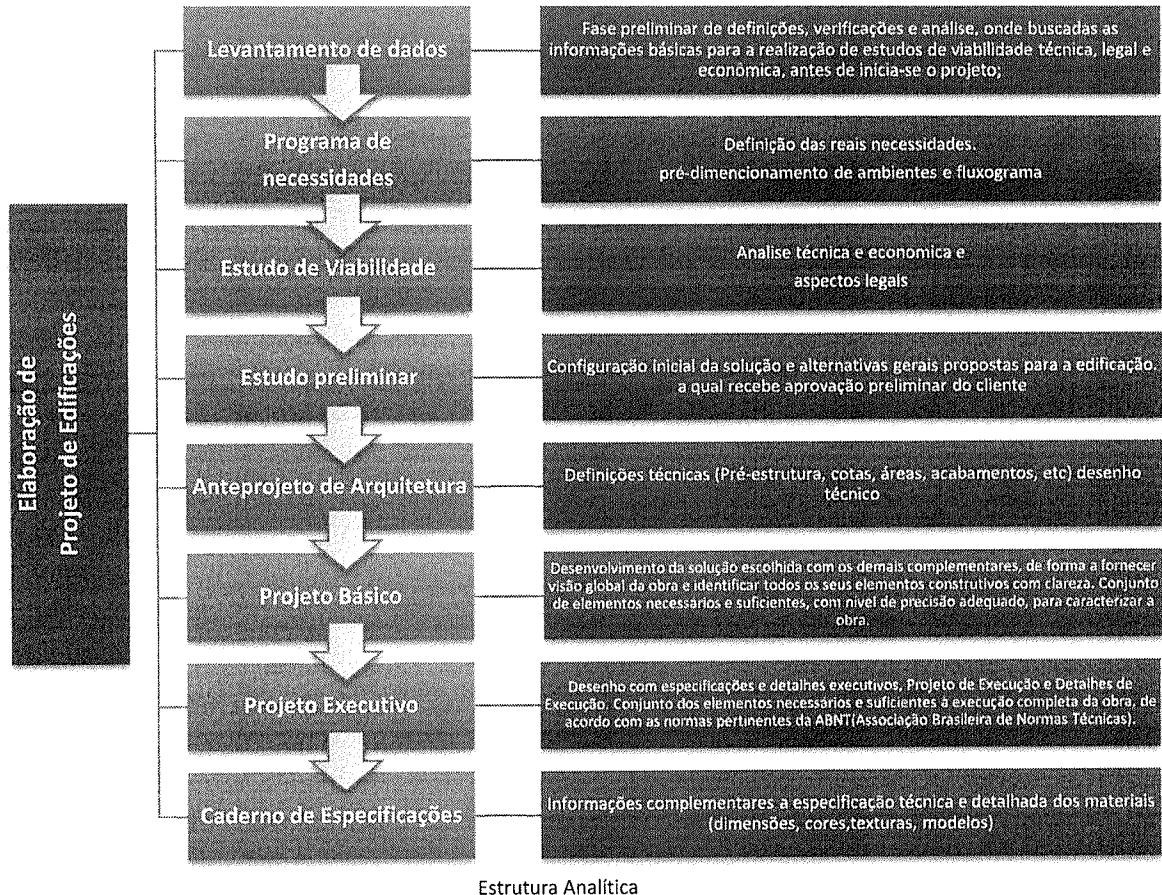 Elaboração de
Projeto de Edificações
Levantamento de dados
Fase preliminar de definições, verificações e análise, onde buscadas as
informações básicas para a realização de estudos de viabilidade técnica, legal e
econômica, antes de inicia-se o projeto;
Programa de
necessidades
Definição das reais necessidades.
pré-dimencionamento de ambientes e fluxograma
Estudo de Viabilidade
Analise técnica e economica e
aspectos legais
Estudo preliminar
Configuração inicial da solução e alternativas gerais propostas para a edificação.
a qual recebe aprovação preliminar do cliente
Anteprojeto de Arquitetura
Definições técnicas (Pré-estrutura, cotas, áreas, acabamentos, etc) desenho
técnico
Projeto Básico
Desenvolvimento da solução escolhida com os demais complementares, de forma a fornecer
visão global da obra e identificar todos os seus elementos construtivos com clareza. Conjunto
de elementos necessários e suficientes, com nivel de precisão adequado, para caracterizar a
obra.
Projeto Executivo
Desenho com especificações e detalhes executivos, Projeto de Execução e Detalhes de
Execução. Conjunto dos elementos necessários e suficientes à execução completa da obra, de
acordo com as normas pertinentes da ABNT(Associação Brasileira de Normas Técnicas).
Caderno de Especificações
Informações complementares a especificação técnica e detalhada dos materiais
(dimensões, cores,texturas, modelos)
Estrutura Analítica